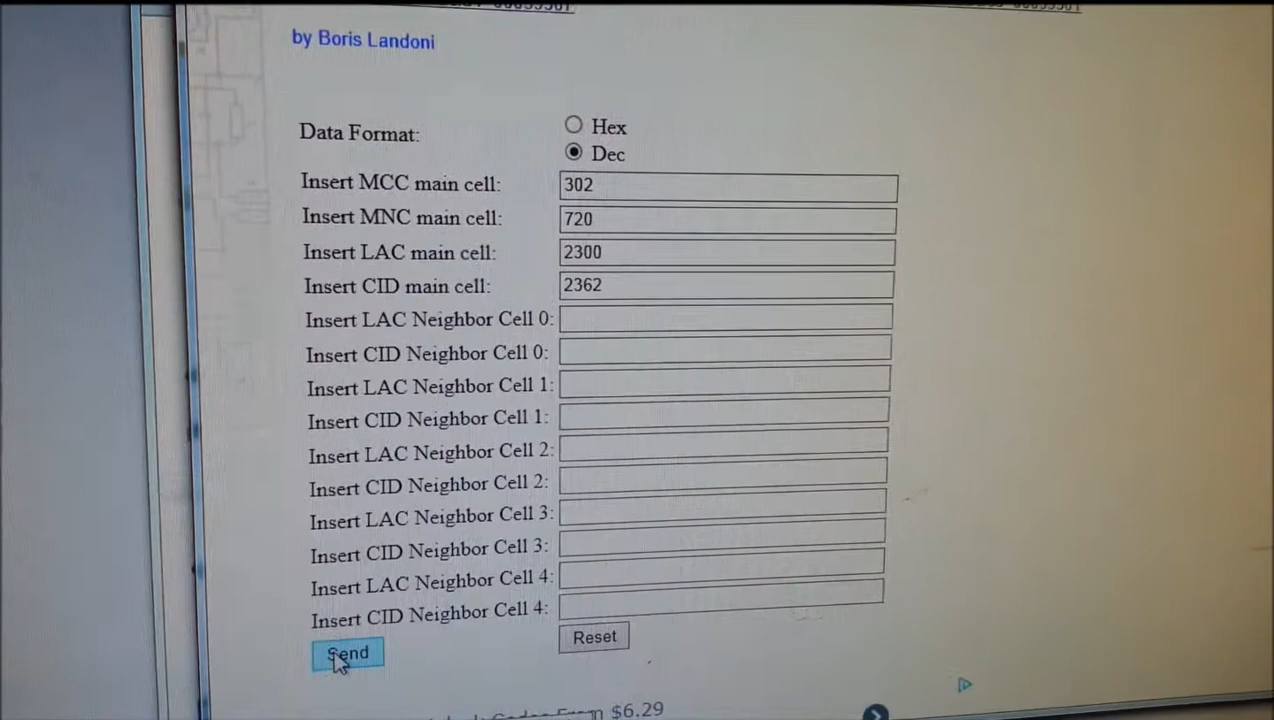 by Boris Landoni
Data Format:
Hex
Dec
Insert MCC main cell: 302
Insert MNC main cell: 720
Insert LAC main cell: 2300
Insert CID main cell: 2362
Insert LAC Neighbor Cell 0:
Insert CID Neighbor Cell 0:
Insert LAC Neighbor Cell 1:
Insert CID Neighbor Cell 1:
Insert LAC Neighbor Cell 2:
Insert CID Neighbor Cell 2:
Insert LAC Neighbor Cell 3:
Insert CID Neighbor Cell 3:
Insert LAC Neighbor Cell 4:
Insert CID Neighbor Cell 4:
Send Reset
$6.29